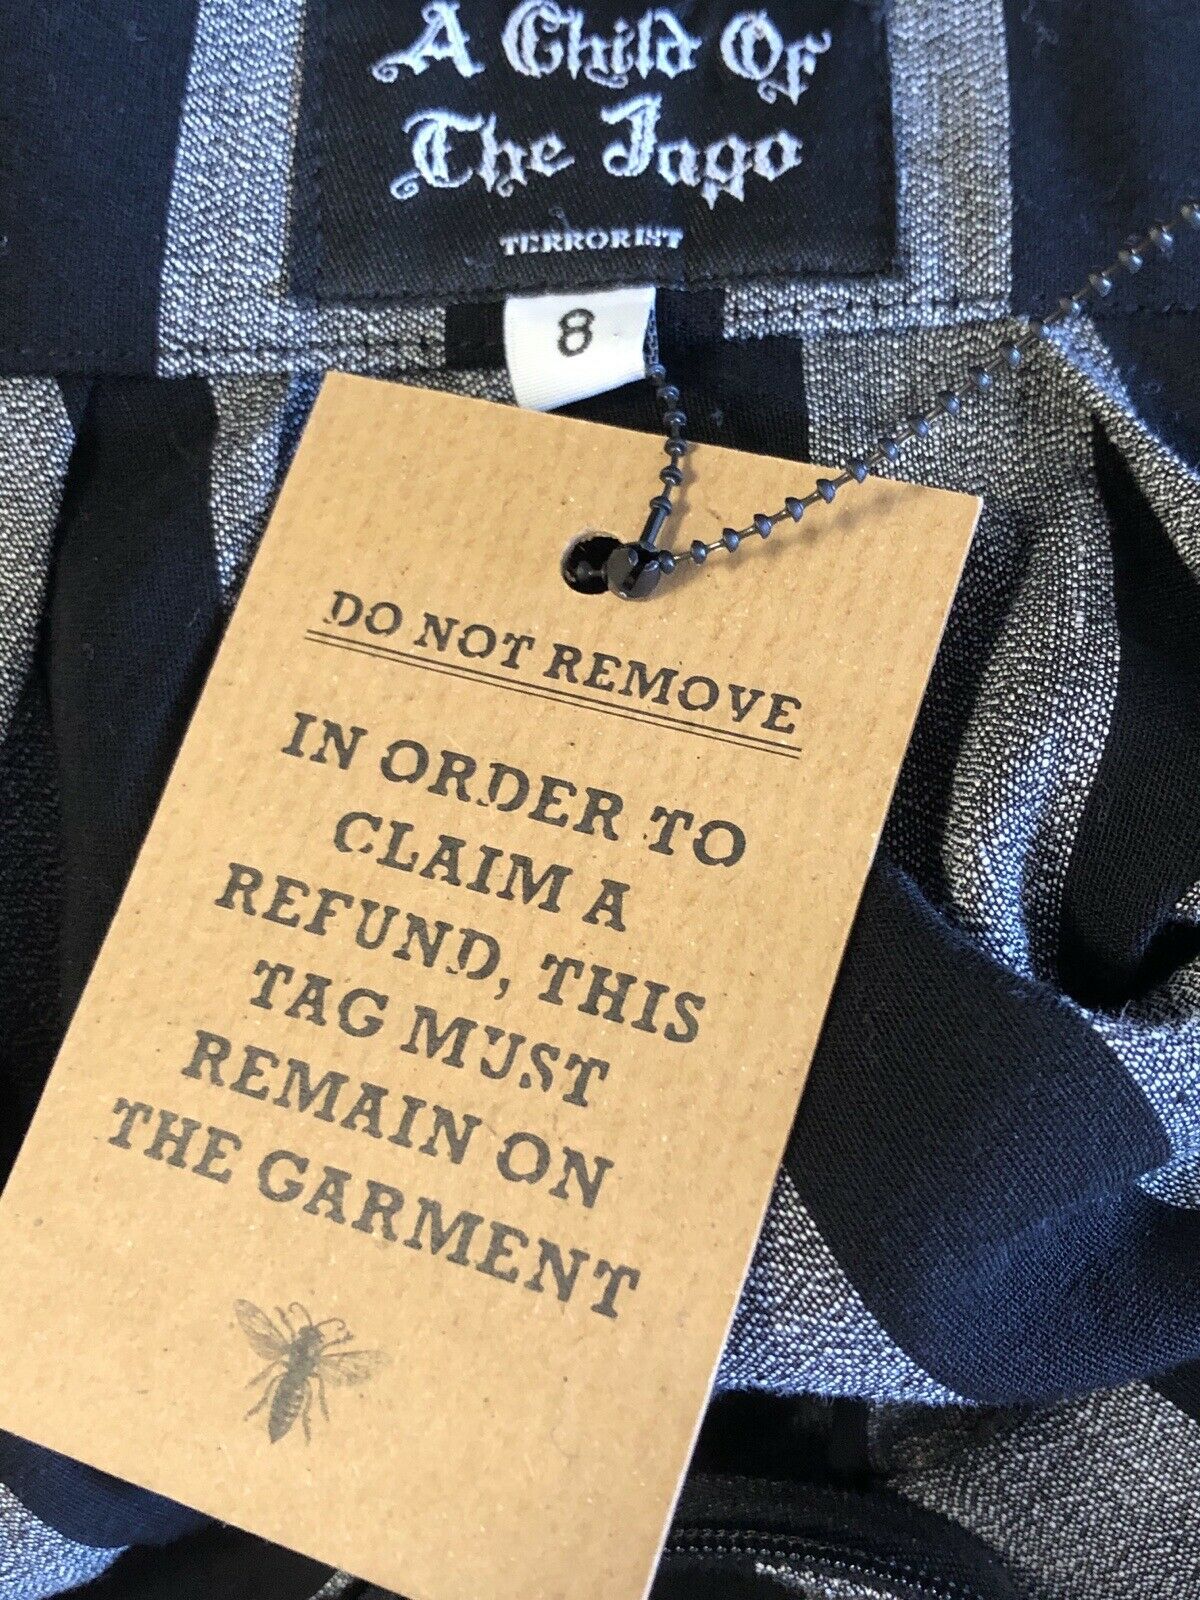 A Child Of
The Jago
TERRORIST
8
DO NOT REMOVE
IN ORDER TO
CLAIM A
REFUND, THIS
TAG MUST
REMAIN ON
THE GARMENT